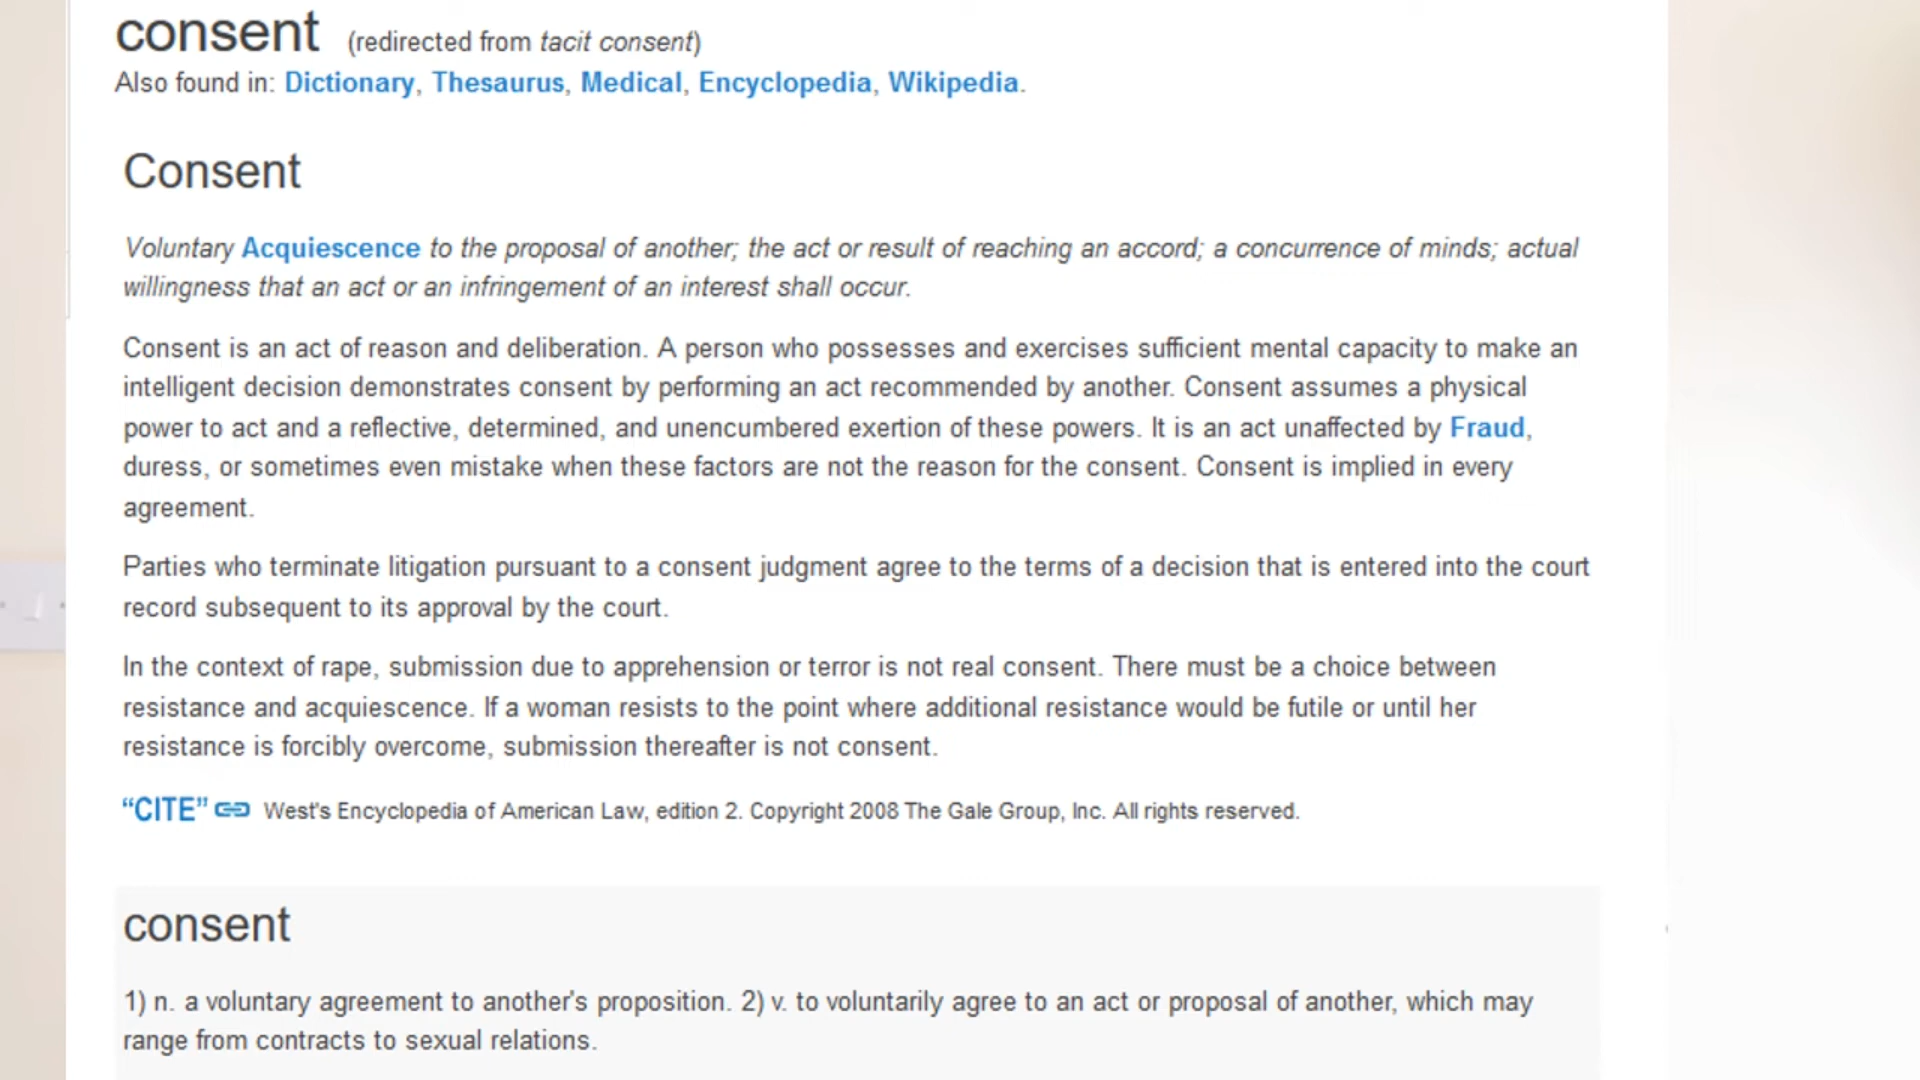 consent (redirected from tacit consent)
Also found in: Dictionary, Thesaurus, Medical, Encyclopedia, Wikipedia.
Consent
Voluntary Acquiescence to the proposal of another; the act or result of reaching an accord; a concurrence of minds; actual
willingness that an act or an infringement of an interest shall occur.
Consent is an act of reason and deliberation. A person who possesses and exercises sufficient mental capacity to make an
intelligent decision demonstrates consent by performing an act recommended by another. Consent assumes a physical
power to act and a reflective, determined, and unencumbered exertion of these powers. It is an act unaffected by Fraud,
duress, or sometimes even mistake when these factors are not the reason for the consent. Consent is implied in every
agreement.
Parties who terminate litigation pursuant to a consent judgment agree to the terms of a decision that is entered into the court
record subsequent to its approval by the court.
In the context of rape, submission due to apprehension or terror is not real consent. There must be a choice between
resistance and acquiescence. If a woman resists to the point where additional resistance would be futile or until her
resistance is forcibly overcome, submission thereafter is not consent.
“CITE” West's Encyclopedia of American Law, edition 2. Copyright 2008 The Gale Group, Inc. All rights reserved.
consent
1) n. a voluntary agreement to another's proposition. 2) v. to voluntarily agree to an act or proposal of another, which may
range from contracts to sexual relations.